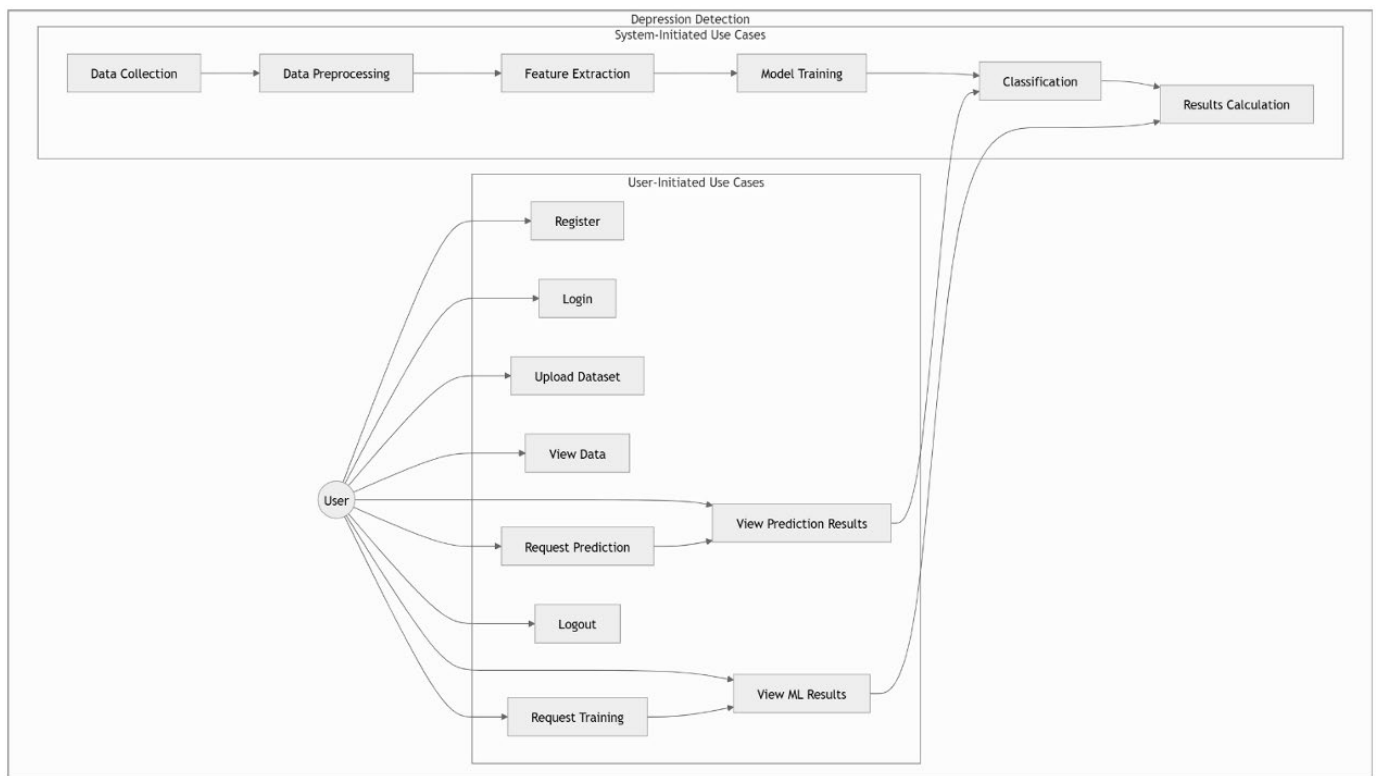 Depression Detection
System-Initiated Use Cases
Data Collection
Data Preprocessing
Feature Extraction
Model Training
Classification
Results Calculation
User-Initiated Use Cases
Register
Login
Upload Dataset
View Data
User
View Prediction Results
Request Prediction
Logout
View ML Results
Request Training